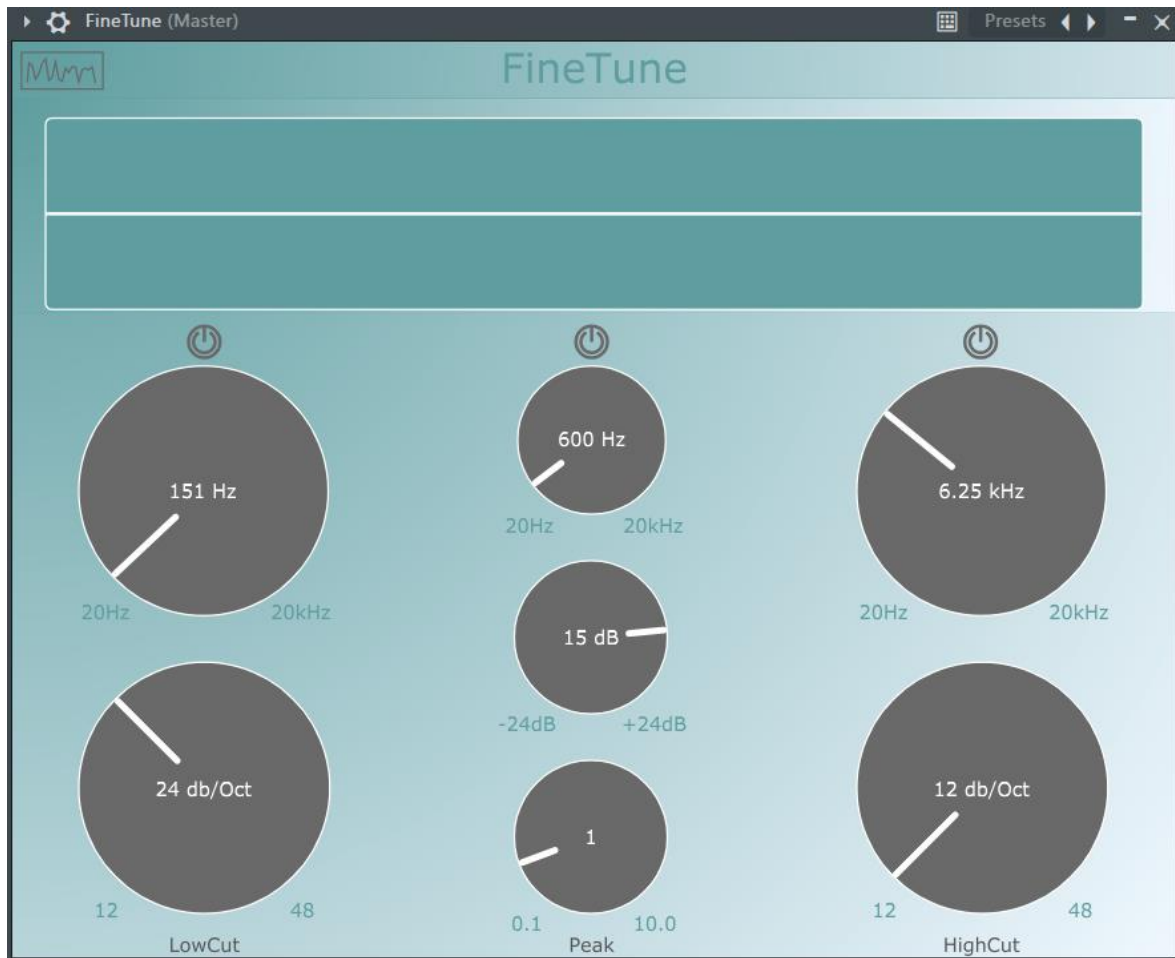 FineTune (Master)
Presets
FineTune
600 Hz
151 Hz
6.25 kHz
20Hz 20kHz
20Hz 20kHz
20Hz 20kHz
15 dB
-24dB +24dB
24 db/Oct
12 db/Oct
1
12 48
0.1 10.0
12 48
LowCut
Peak
HighCut